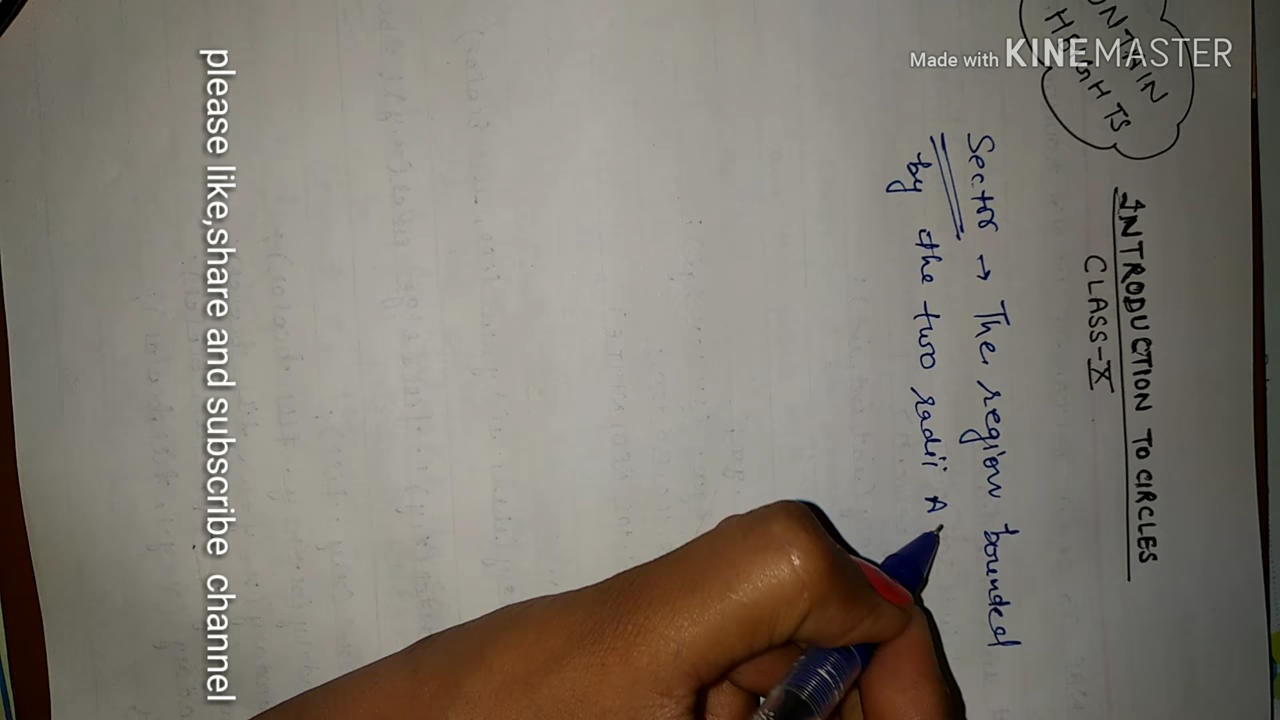 Made with KINEMASTER
HEIGHTS
INTRODUCTION TO CIRCLES
CLASS-X
Sector → The region bounded
by the two radii A
please like,share and subscribe channel